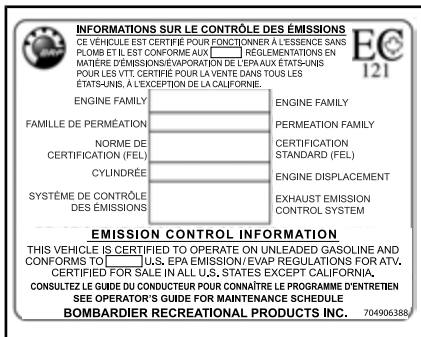 INFORMATIONS SUR LE CONTRÔLE DES ÉMISSIONS
CE VÉHICULE EST CERTIFIÉ POUR FONCTIONNER À L'ESSENCE SANS
PLOMB ET IL EST CONFORME AUX RÉGLEMENTATIONS EN
MATIÈRE D'ÉMISSIONS/ÉVAPORATION DE L'EPA AUX ÉTATS-UNIS
POUR LES VTT. CERTIFIÉ POUR LA VENTE DANS TOUS LES
ÉTATS-UNIS, À L'EXCEPTION DE LA CALIFORNIE.
BRP
EC
121
ENGINE FAMILY ENGINE FAMILY
FAMILLE DE PERMÉATION PERMEATION FAMILY
NORME DE CERTIFICATION
CERTIFICATION (FEL) STANDARD (FEL)
CYLINDRÉE ENGINE DISPLACEMENT
SYSTÉME DE CONTRÔLE EXHAUST EMISSION
DES ÉMISSIONS CONTROL SYSTEM
EMISSION CONTROL INFORMATION
THIS VEHICLE IS CERTIFIED TO OPERATE ON UNLEADED GASOLINE AND
CONFORMS TO U.S. EPA EMISSION/EVAP REGULATIONS FOR ATV.
CERTIFIED FOR SALE IN ALL U.S. STATES EXCEPT CALIFORNIA.
CONSULTEZ LE GUIDE DU CONDUCTEUR POUR CONNAÎTRE LE PROGRAMME D'ENTRETIEN
SEE OPERATOR'S GUIDE FOR MAINTENANCE SCHEDULE
BOMBARDIER RECREATIONAL PRODUCTS INC. 704906388